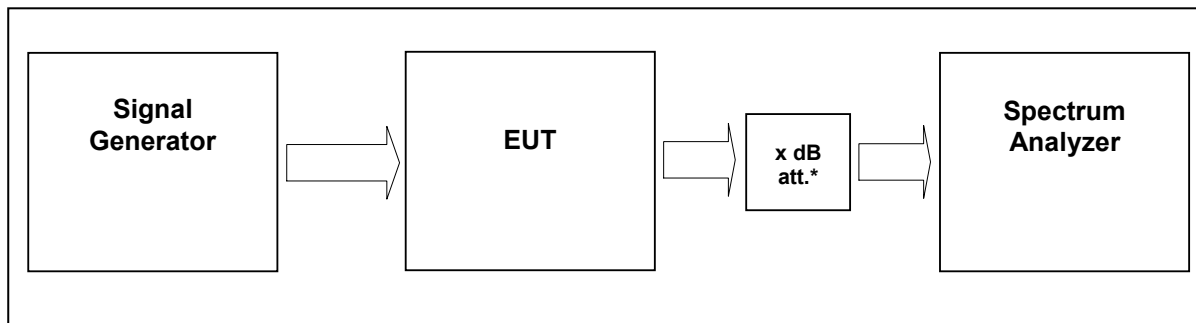 Signal
Generator
EUT
x dB
att.*
Spectrum
Analyzer